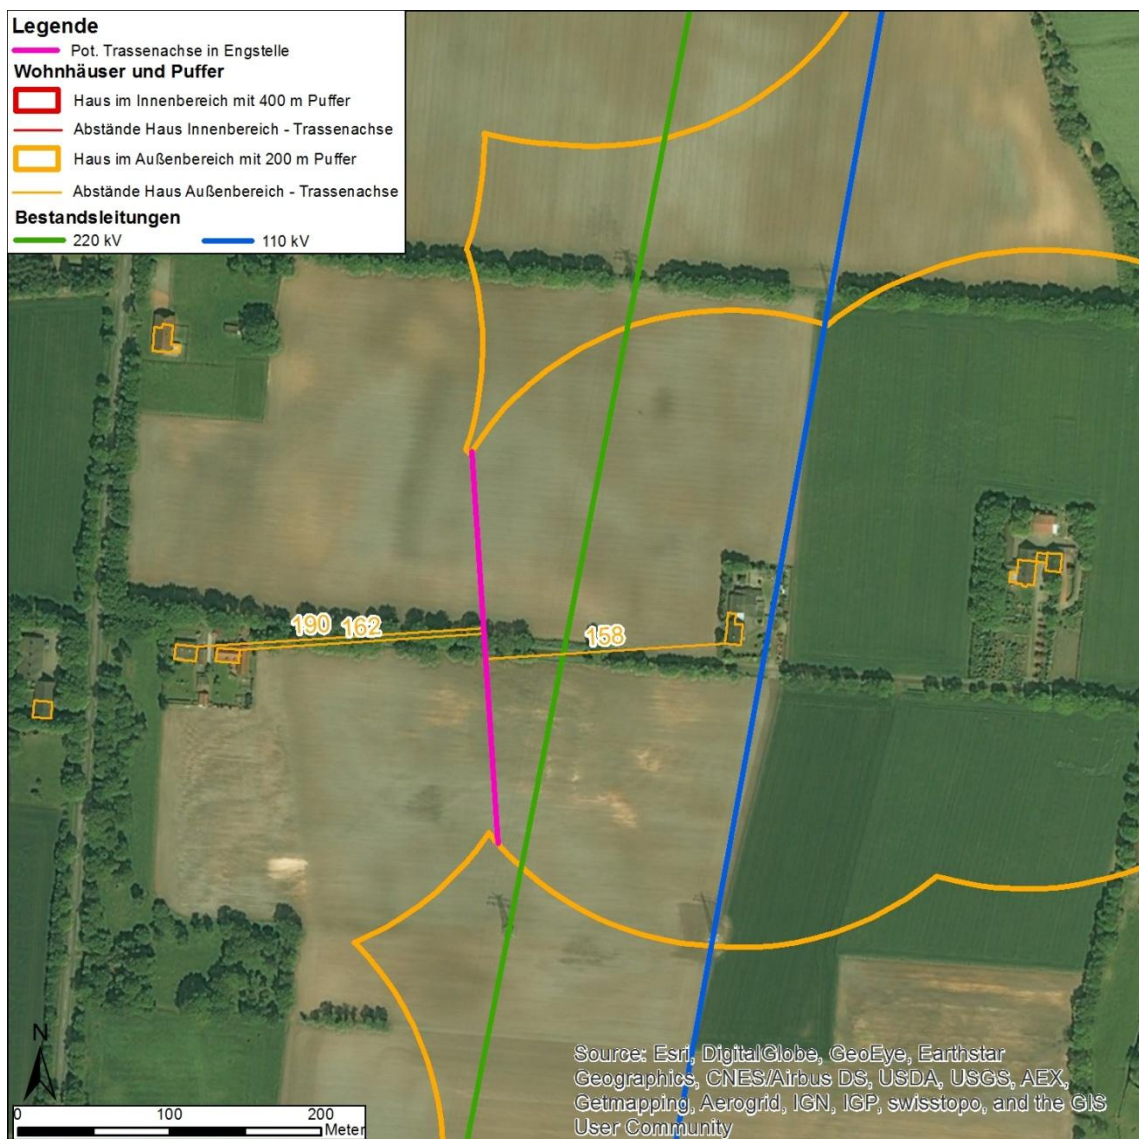 Legende
Pot. Trassenachse in Engstelle
Wohnhäuser und Puffer
Haus im Innenbereich mit 400 m Puffer
Abstände Haus Innenbereich - Trassenachse
Haus im Außenbereich mit 200 m Puffer
Abstände Haus Außenbereich - Trassenachse
Bestandsleitungen
220 kV 110 kV
190 162
158
N
0 100 200
Meter
Source: Esri, DigitalGlobe, GeoEye, Earthstar
Geographics, CNES/Airbus DS, USDA, USGS, AEX,
Getmapping, Aerogrid, IGN, IGP, swisstopo, and the GIS
User Community